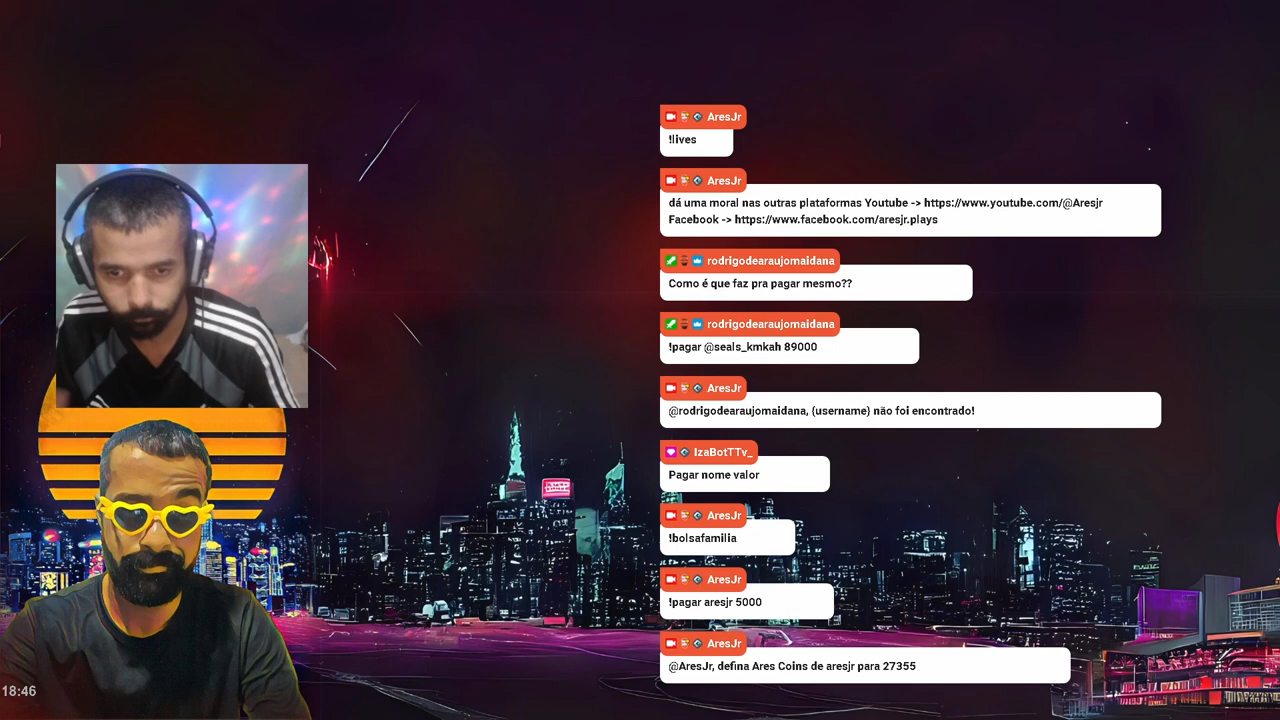 AresJr
!lives
AresJr
dá uma moral nas outras plataformas Youtube -> https://www.youtube.com/@Aresjr
Facebook -> https://www.facebook.com/aresjr.plays
rodrigodearaujomaidana
Como é que faz pra pagar mesmo??
rodrigodearaujomaidana
!pagar @seals_kmkah 89000
AresJr
@rodrigodearaujomaidana, {username} não foi encontrado!
IzaBotTTv_
Pagar nome valor
AresJr
!bolsafamilia
AresJr
!pagar aresjr 5000
AresJr
@AresJr, defina Ares Coins de aresjr para 27355
18:46